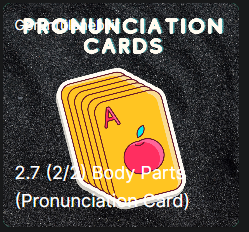 PRONUNCIATION
CARDS
A
2.7 (2/2) Body Parts
(Pronunciation Card)